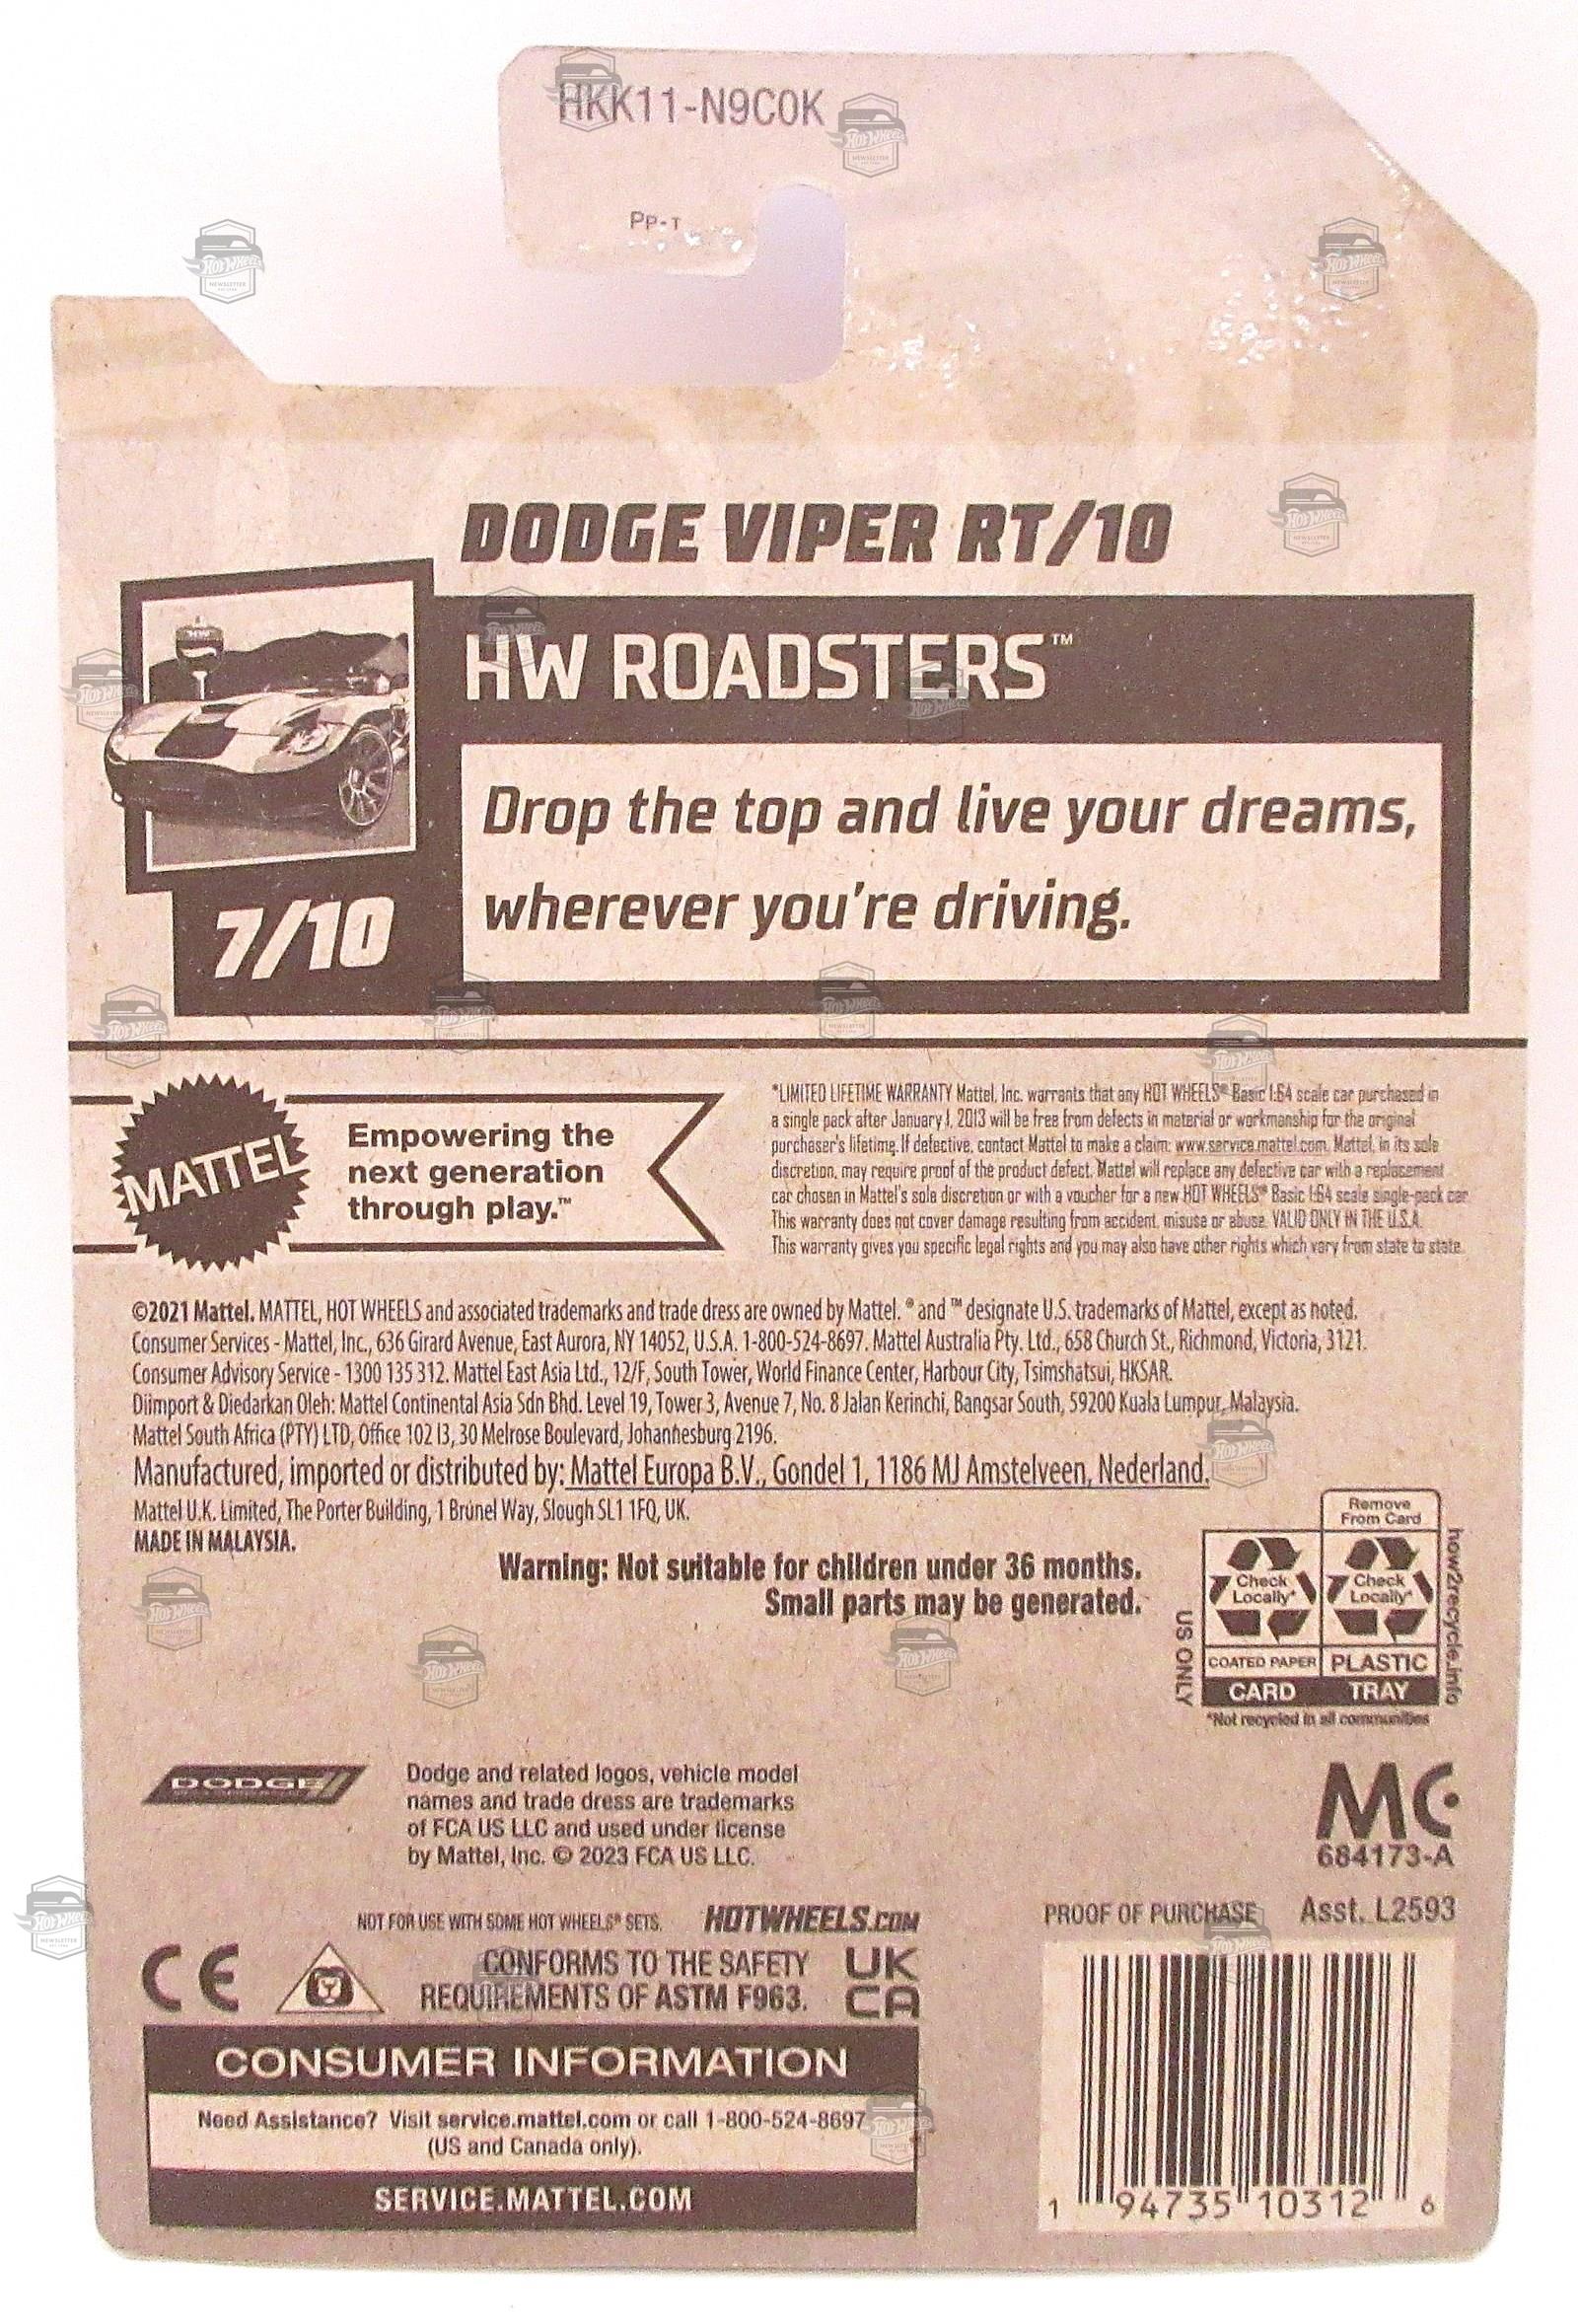 HKK11-N9C0K
PP-T
DODGE VIPER RT/10
HW ROADSTERS™
Drop the top and live your dreams,
wherever you're driving.
7/10
MATTEL
Empowering the
next generation
through play.™
*LIMITED LIFETIME WARRANTY Mattel, Inc. warrants that any HOT WHEELS® Basic 1:64 scale car purchased in
a single pack after January 1, 2013 will be free from defects in material or workmanship for the original
purchaser's lifetime. If defective, contact Mattel to make a claim: www.service.mattel.com. Mattel, in its sole
discretion, may require proof of the product defect. Mattel will replace any defective car with a replacement
car chosen in Mattel's sole discretion or with a voucher for a new HOT WHEELS® Basic 1:64 scale single-pack car.
This warranty does not cover damage resulting from accident, misuse or abuse. VALID ONLY IN THE U.S.A.
This warranty gives you specific legal rights and you may also have other rights which vary from state to state.
©2021 Mattel. MATTEL, HOT WHEELS and associated trademarks and trade dress are owned by Mattel. ® and ™ designate U.S. trademarks of Mattel, except as noted.
Consumer Services - Mattel, Inc., 636 Girard Avenue, East Aurora, NY 14052, U.S.A. 1-800-524-8697. Mattel Australia Pty. Ltd., 658 Church St., Richmond, Victoria, 3121.
Consumer Advisory Service - 1300 135 312. Mattel East Asia Ltd., 12/F, South Tower, World Finance Center, Harbour City, Tsimshatsui, HKSAR.
Diimport & Diedarkan Oleh: Mattel Continental Asia Sdn Bhd. Level 19, Tower 3, Avenue 7, No. 8 Jalan Kerinchi, Bangsar South, 59200 Kuala Lumpur, Malaysia.
Mattel South Africa (PTY) LTD, Office 102 I3, 30 Melrose Boulevard, Johannesburg 2196.
Manufactured, imported or distributed by: Mattel Europa B.V., Gondel 1, 1186 MJ Amstelveen, Nederland.
Mattel U.K. Limited, The Porter Building, 1 Brunel Way, Slough SL1 1FQ, UK.
MADE IN MALAYSIA.
Warning: Not suitable for children under 36 months.
Small parts may be generated.
Remove
From Card
Check
Locally*
Check
Locally*
COATED PAPER
PLASTIC
CARD
TRAY
US ONLY
how2recycle.info
*Not recycled in all communities
DODGE
Dodge and related logos, vehicle model
names and trade dress are trademarks
of FCA US LLC and used under license
by Mattel, Inc. © 2023 FCA US LLC.
MC
684173-A
NOT FOR USE WITH SOME HOT WHEELS® SETS.
HOTWHEELS.COM
PROOF OF PURCHASE
Asst. L2593
CE
CONFORMS TO THE SAFETY
REQUIREMENTS OF ASTM F963.
UK
CA
CONSUMER INFORMATION
Need Assistance? Visit service.mattel.com or call 1-800-524-8697
(US and Canada only).
SERVICE.MATTEL.COM
1 94735 10312 6